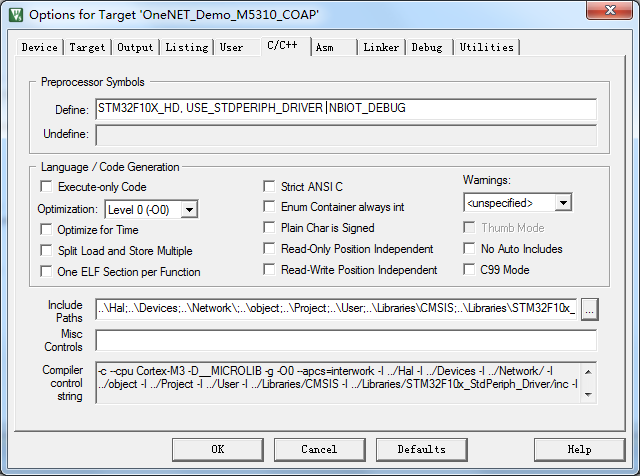 Options for Target 'OneNET_Demo_M5310_COAP'
Device Target Output Listing User C/C++ Asm Linker Debug Utilities
Preprocessor Symbols
Define: STM32F10X_HD, USE_STDPERIPH_DRIVER NBIOT_DEBUG
Undefine:
Language / Code Generation
Execute-only Code
Optimization: Level 0 (-O0)
Optimize for Time
Split Load and Store Multiple
One ELF Section per Function
Strict ANSI C
Enum Container always int
Plain Char is Signed
Read-Only Position Independent
Read-Write Position Independent
Warnings:
<unspecified>
Thumb Mode
No Auto Includes
C99 Mode
Include Paths ..\Hal;..\Devices;..\Network\;..\object;..\Project;..\User;..\Libraries\CMSIS;..\Libraries\STM32F10x_ ...
Misc Controls
Compiler control string
-c --cpu Cortex-M3 -D__MICROLIB -g -O0 --apcs=interwork -I ../Hal -I ../Devices -I ../Network/ -I
../object -I ../Project -I ../User -I ../Libraries/CMSIS -I ../Libraries/STM32F10x_StdPeriph_Driver/inc -I
OK Cancel Defaults Help